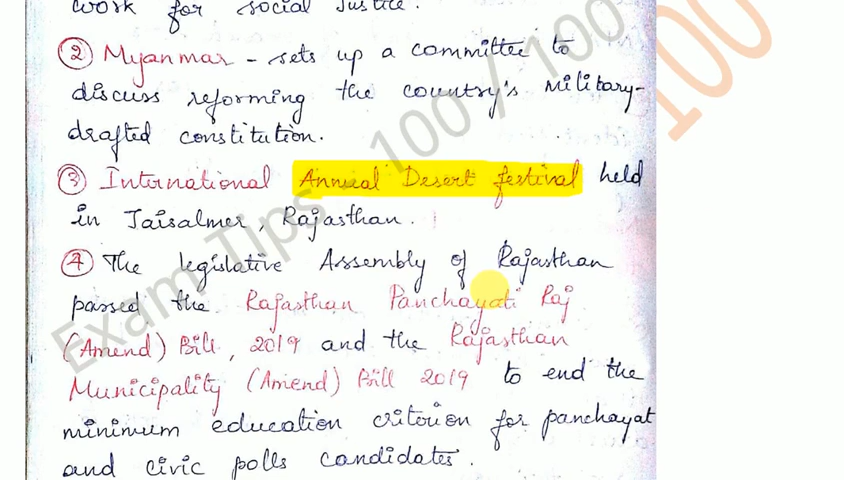 work for social Justice.
② Myanmar - sets up a committee to
discuss reforming the country's military-
drafted constitution.
③ International Annual Desert festival held
in Jaisalmer, Rajasthan.
④ The legislative Assembly of Rajasthan
passed the Rajasthan Panchayati Raj
(Amend) Bill, 2019 and the Rajasthan
Municipality (Amend) Bill 2019 to end the
minimum education criterion for panchayat
and civic polls candidates.
Exam Tips 100/100
100